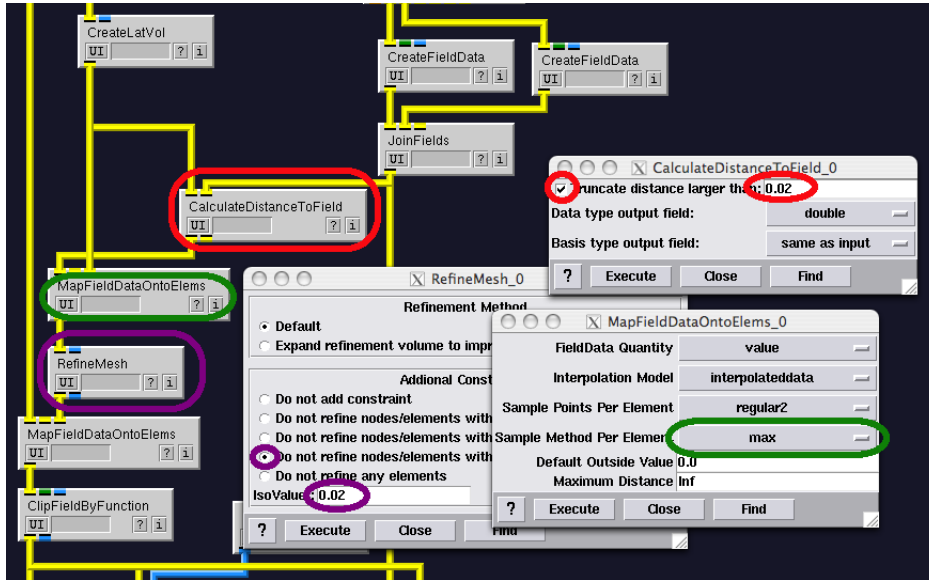 CreateLatVol
UI ? i
CreateFieldData
UI ? i
CreateFieldData
UI ? i
JoinFields
UI ? i
CalculateDistanceToField
UI ? i
MapFieldDataOntoElems
UI ? i
RefineMesh
UI ? i
MapFieldDataOntoElems
UI ? i
ClipFieldByFunction
UI ? i
X CalculateDistanceToField_0
Truncate distance larger than: 0.02
Data type output field: double
Basis type output field: same as input
? Execute Close Find
X RefineMesh_0
Refinement Method
Default
Expand refinement volume to impr
Addional Const
Do not add constraint
Do not refine nodes/elements with
Do not refine nodes/elements with
Do not refine nodes/elements with
Do not refine any elements
IsoValue: 0.02
? Execute Close Find
X MapFieldDataOntoElems_0
FieldData Quantity value
Interpolation Model interpolateddata
Sample Points Per Element regular2
Sample Method Per Element max
Default Outside Value 0.0
Maximum Distance Inf
? Execute Close Find